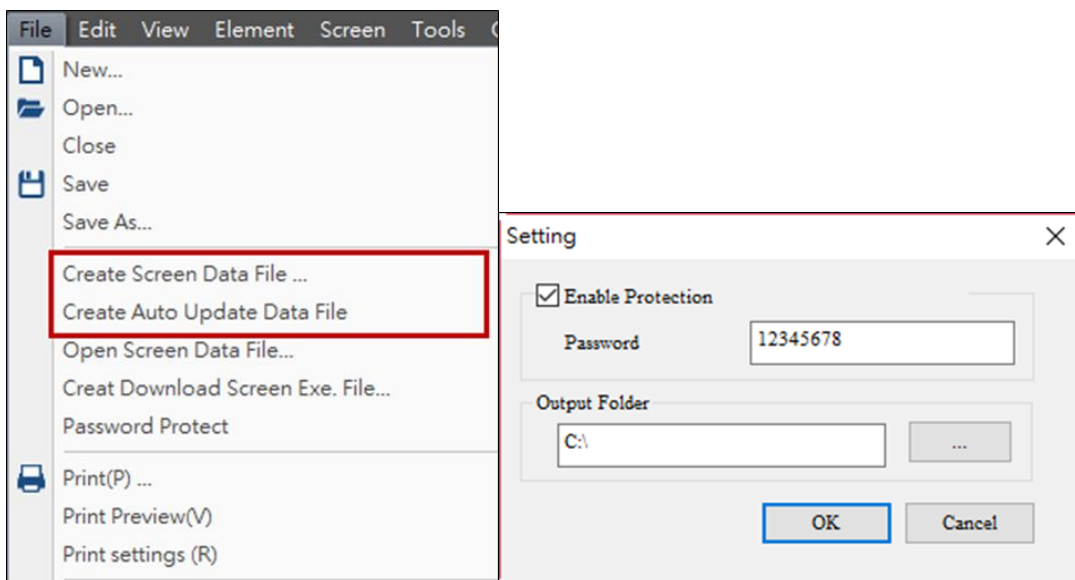 File Edit View Element Screen Tools
New...
Open...
Close
Save
Save As...
Create Screen Data File ...
Create Auto Update Data File
Open Screen Data File...
Creat Download Screen Exe. File...
Password Protect
Print(P) ...
Print Preview(V)
Print settings (R)
Setting
Enable Protection
Password 12345678
Output Folder
C:\ ...
OK Cancel